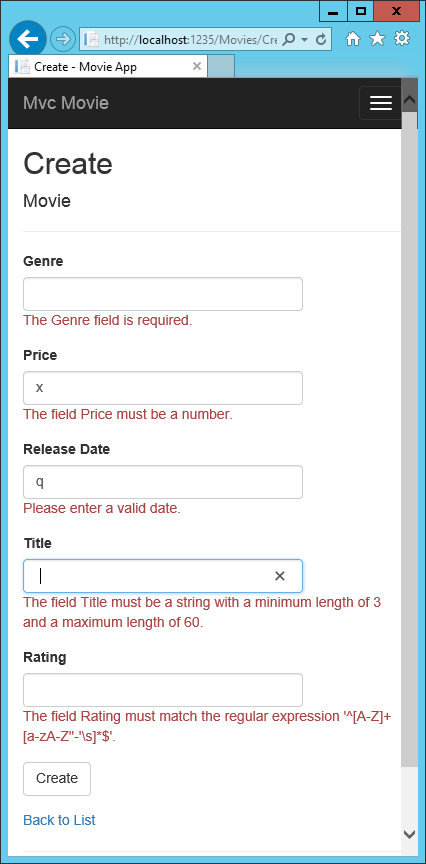 http://localhost:1235/Movies/Cre
Create - Movie App
Mvc Movie
Create
Movie
Genre
The Genre field is required.
Price
x
The field Price must be a number.
Release Date
q
Please enter a valid date.
Title
The field Title must be a string with a minimum length of 3
and a maximum length of 60.
Rating
The field Rating must match the regular expression '^[A-Z]+
[a-zA-Z''-'\s]*$'.
Create
Back to List